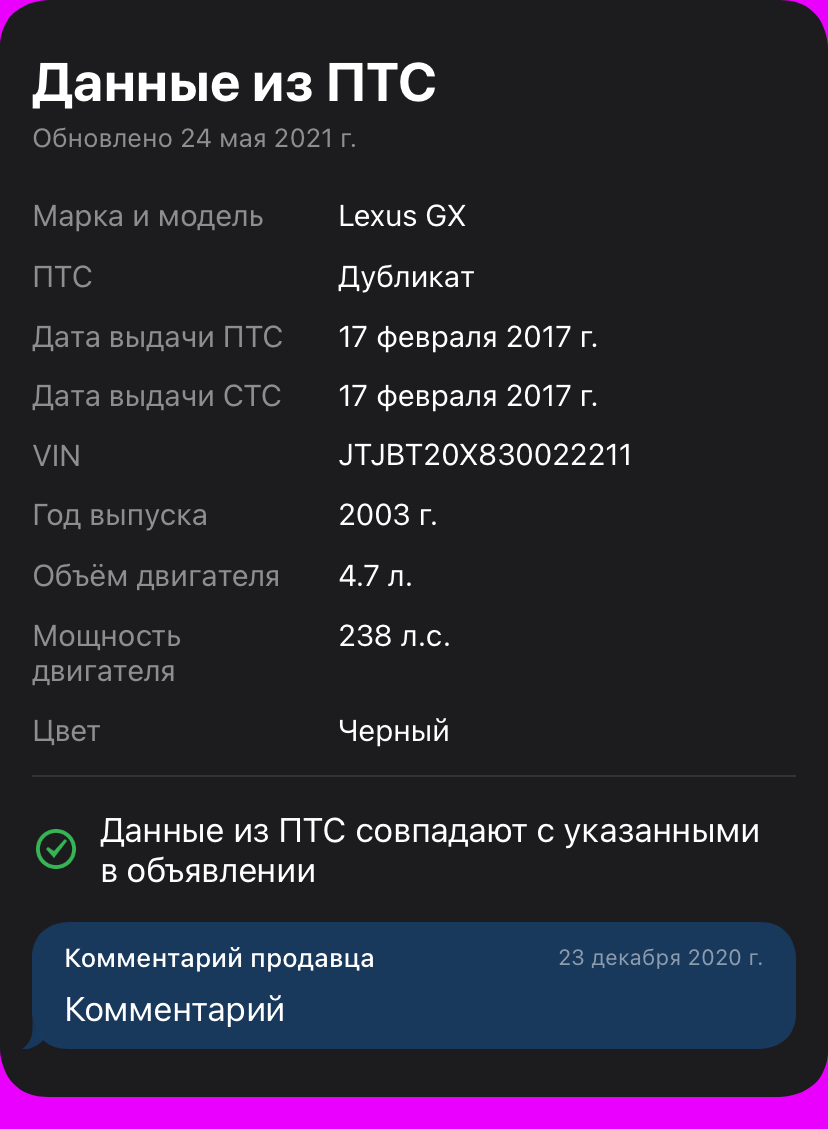 Данные из ПТС
Обновлено 24 мая 2021 г.
Марка и модель Lexus GX
ПТС Дубликат
Дата выдачи ПТС 17 февраля 2017 г.
Дата выдачи СТС 17 февраля 2017 г.
VIN JTJBT20X830022211
Год выпуска 2003 г.
Объём двигателя 4.7 л.
Мощность 238 л.с.
двигателя
Цвет Черный
Данные из ПТС совпадают с указанными
в объявлении
Комментарий продавца 23 декабря 2020 г.
Комментарий